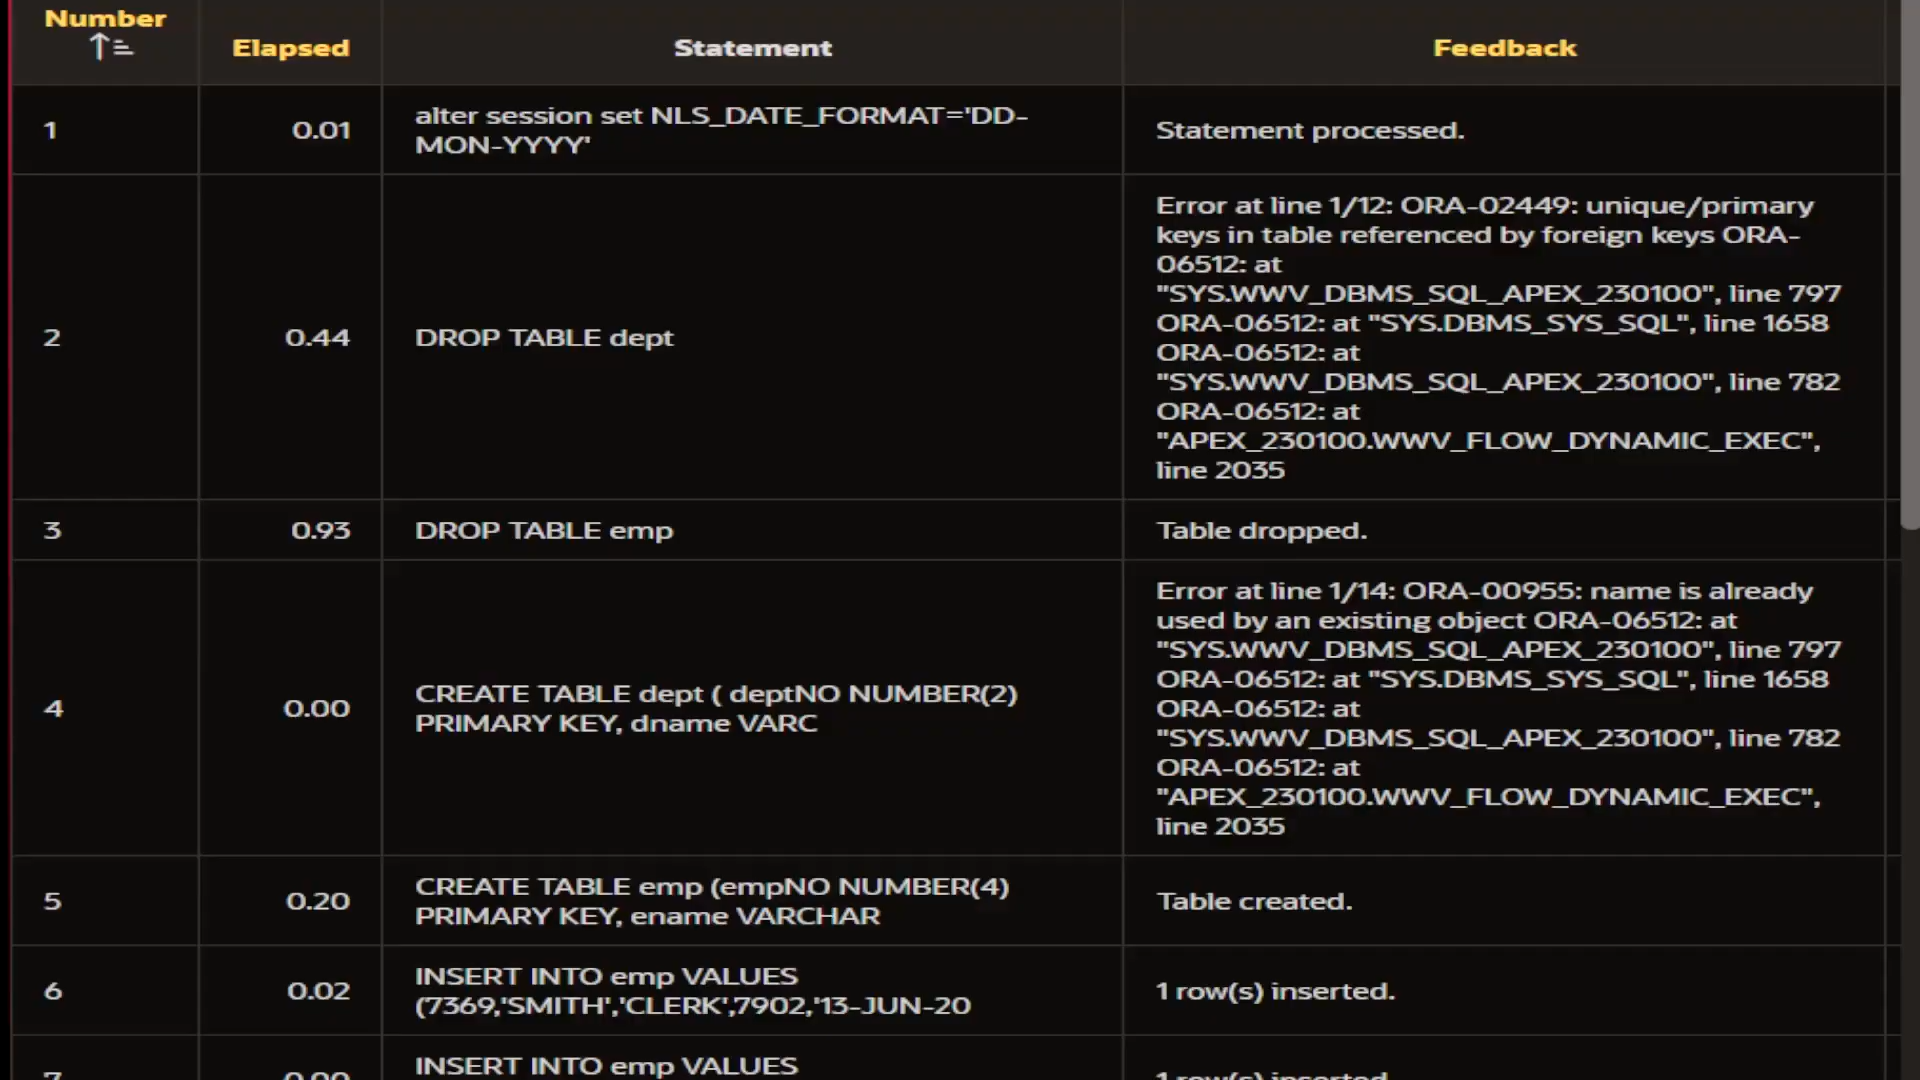 Number
Elapsed
Statement
Feedback
1
0.01
alter session set NLS_DATE_FORMAT='DD-
MON-YYYY'
Statement processed.
2
0.44
DROP TABLE dept
Error at line 1/12: ORA-02449: unique/primary
keys in table referenced by foreign keys ORA-
06512: at
"SYS.WWV_DBMS_SQL_APEX_230100", line 797
ORA-06512: at "SYS.DBMS_SYS_SQL", line 1658
ORA-06512: at
"SYS.WWV_DBMS_SQL_APEX_230100", line 782
ORA-06512: at
"APEX_230100.WWV_FLOW_DYNAMIC_EXEC",
line 2035
3
0.93
DROP TABLE emp
Table dropped.
4
0.00
CREATE TABLE dept ( deptNO NUMBER(2)
PRIMARY KEY, dname VARC
Error at line 1/14: ORA-00955: name is already
used by an existing object ORA-06512: at
"SYS.WWV_DBMS_SQL_APEX_230100", line 797
ORA-06512: at "SYS.DBMS_SYS_SQL", line 1658
ORA-06512: at
"SYS.WWV_DBMS_SQL_APEX_230100", line 782
ORA-06512: at
"APEX_230100.WWV_FLOW_DYNAMIC_EXEC",
line 2035
5
0.20
CREATE TABLE emp (empNO NUMBER(4)
PRIMARY KEY, ename VARCHAR
Table created.
6
0.02
INSERT INTO emp VALUES
(7369,'SMITH','CLERK',7902,'13-JUN-20
1 row(s) inserted.
7
INSERT INTO emp VALUES
1 row(s) inserted.